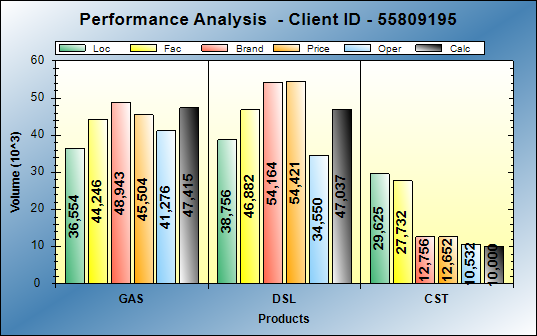 Performance Analysis - Client ID - 55809195
Loc Fac Brand Price Oper Calc
Volume (10^3)
60
50
40
30
20
10
0
36,554 44,246 48,943 45,504 41,276 47,415
38,756 46,882 54,164 54,421 34,550 47,037
29,625 27,732 12,756 12,652 10,532 10,000
GAS DSL CST
Products